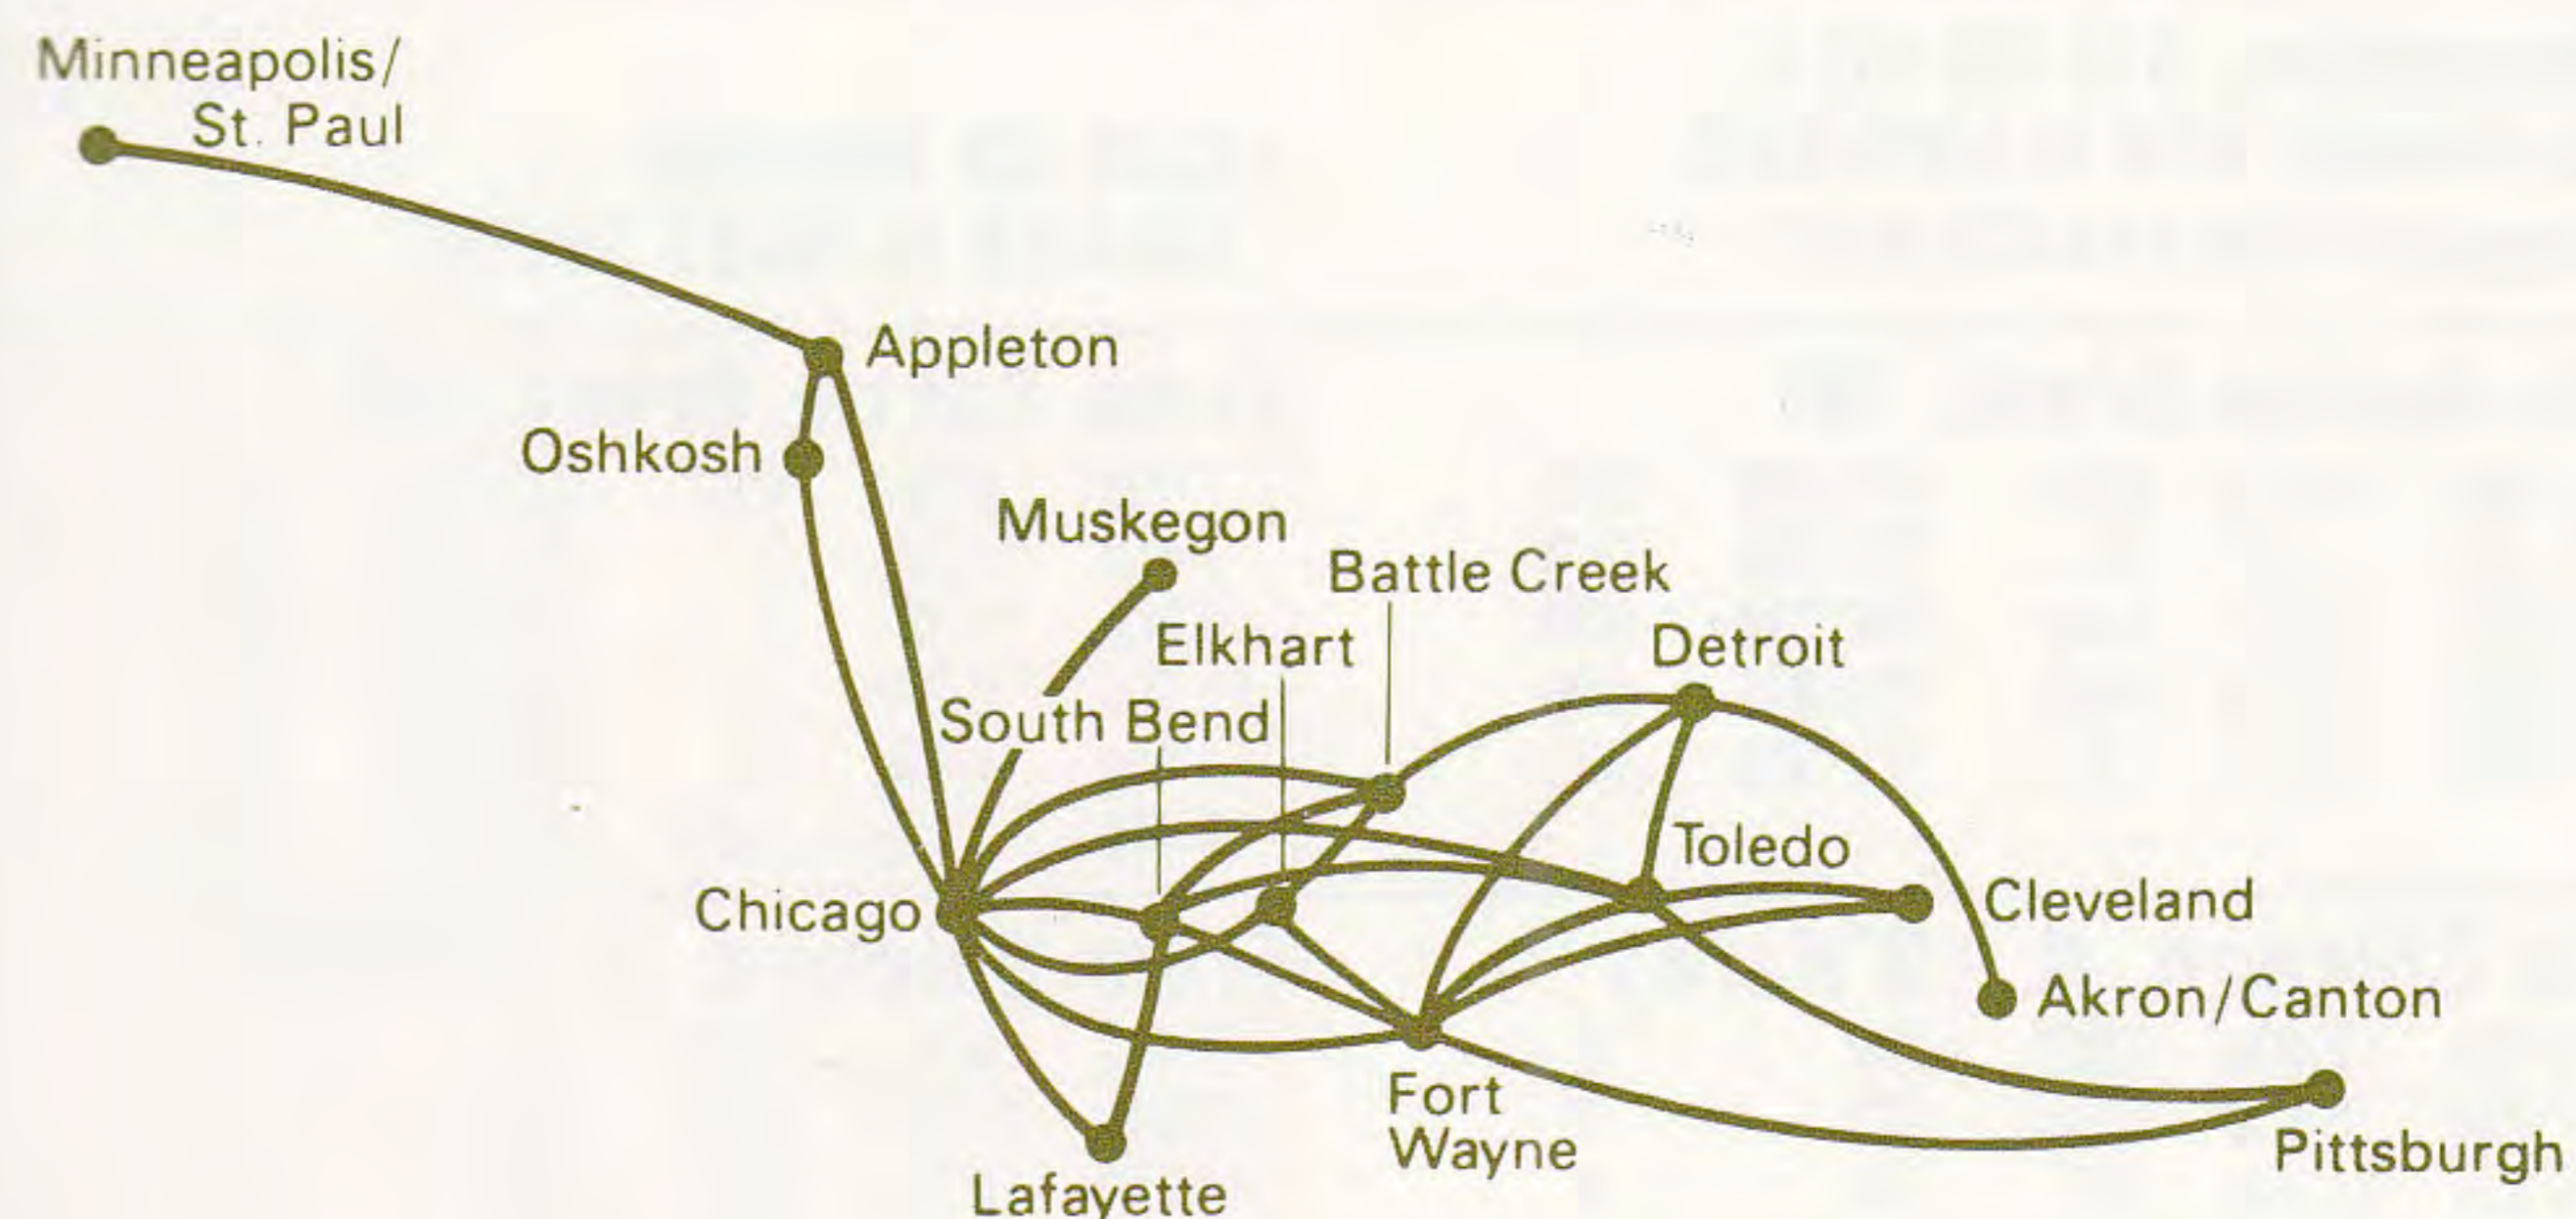 Minneapolis/
St. Paul
Appleton
Oshkosh
Muskegon
Battle Creek
Elkhart
Detroit
South Bend
Toledo
Chicago
Cleveland
Akron/Canton
Fort
Wayne
Pittsburgh
Lafayette